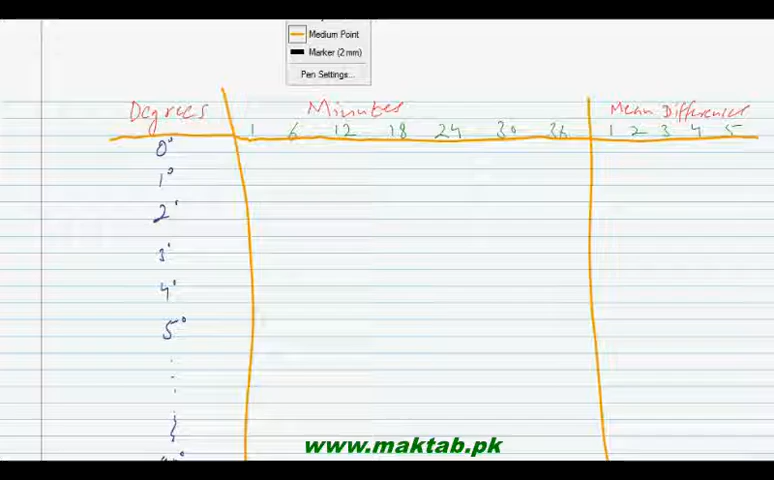 Medium Point
Marker (2 mm)
Pen Settings...
Degrees Minutes Mean Differences
1 6 12 18 24 30 36 1 2 3 4 5
0°
1°
2°
3°
4°
5°
www.maktab.pk